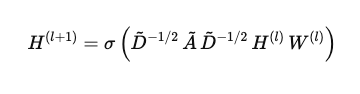 H^{(l+1)} = σ ( D̃^{-1/2} Ã D̃^{-1/2} H^{(l)} W^{(l)} )